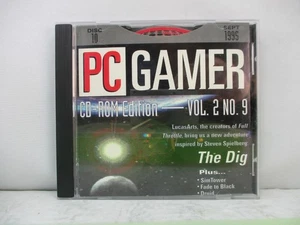 DISC
10
SEPT
1995
PC GAMER
CD-ROM Edition — VOL. 2 NO. 9
LucasArts, the creators of Full
Throttle, bring us a new adventure
inspired by Steven Spielberg
The Dig
Plus...
• SimTower
• Fade to Black